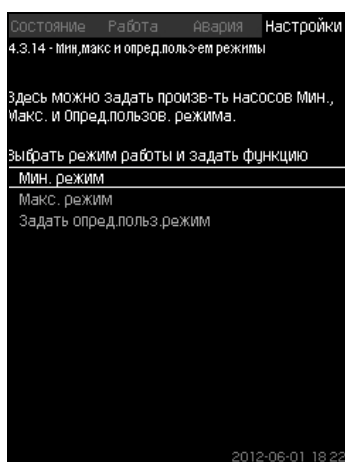 Состояние Работа Авария Настройки
4.3.14 - Мин,макс и опред.польз-ем режимы
Здесь можно задать произв-ть насосов Мин.,
Макс. и Опред.пользов. режима.
Выбрать режим работы и задать функцию
Мин. режим
Макс. режим
Задать опред.польз.режим
2012-06-01 18:22